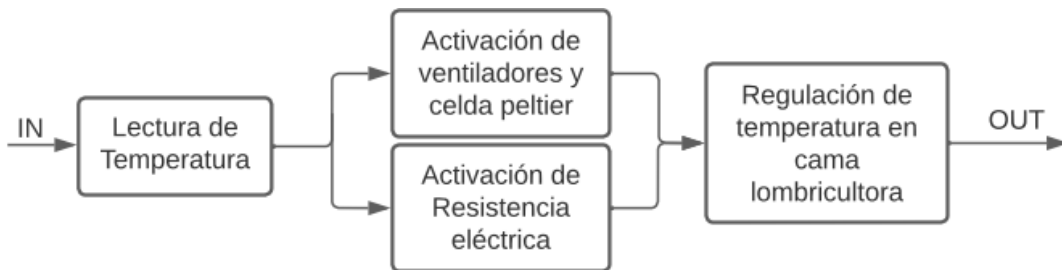 IN
Lectura de
Temperatura
Activación de
ventiladores y
celda peltier
Activación de
Resistencia
eléctrica
Regulación de
temperatura en
cama
lombricultora
OUT